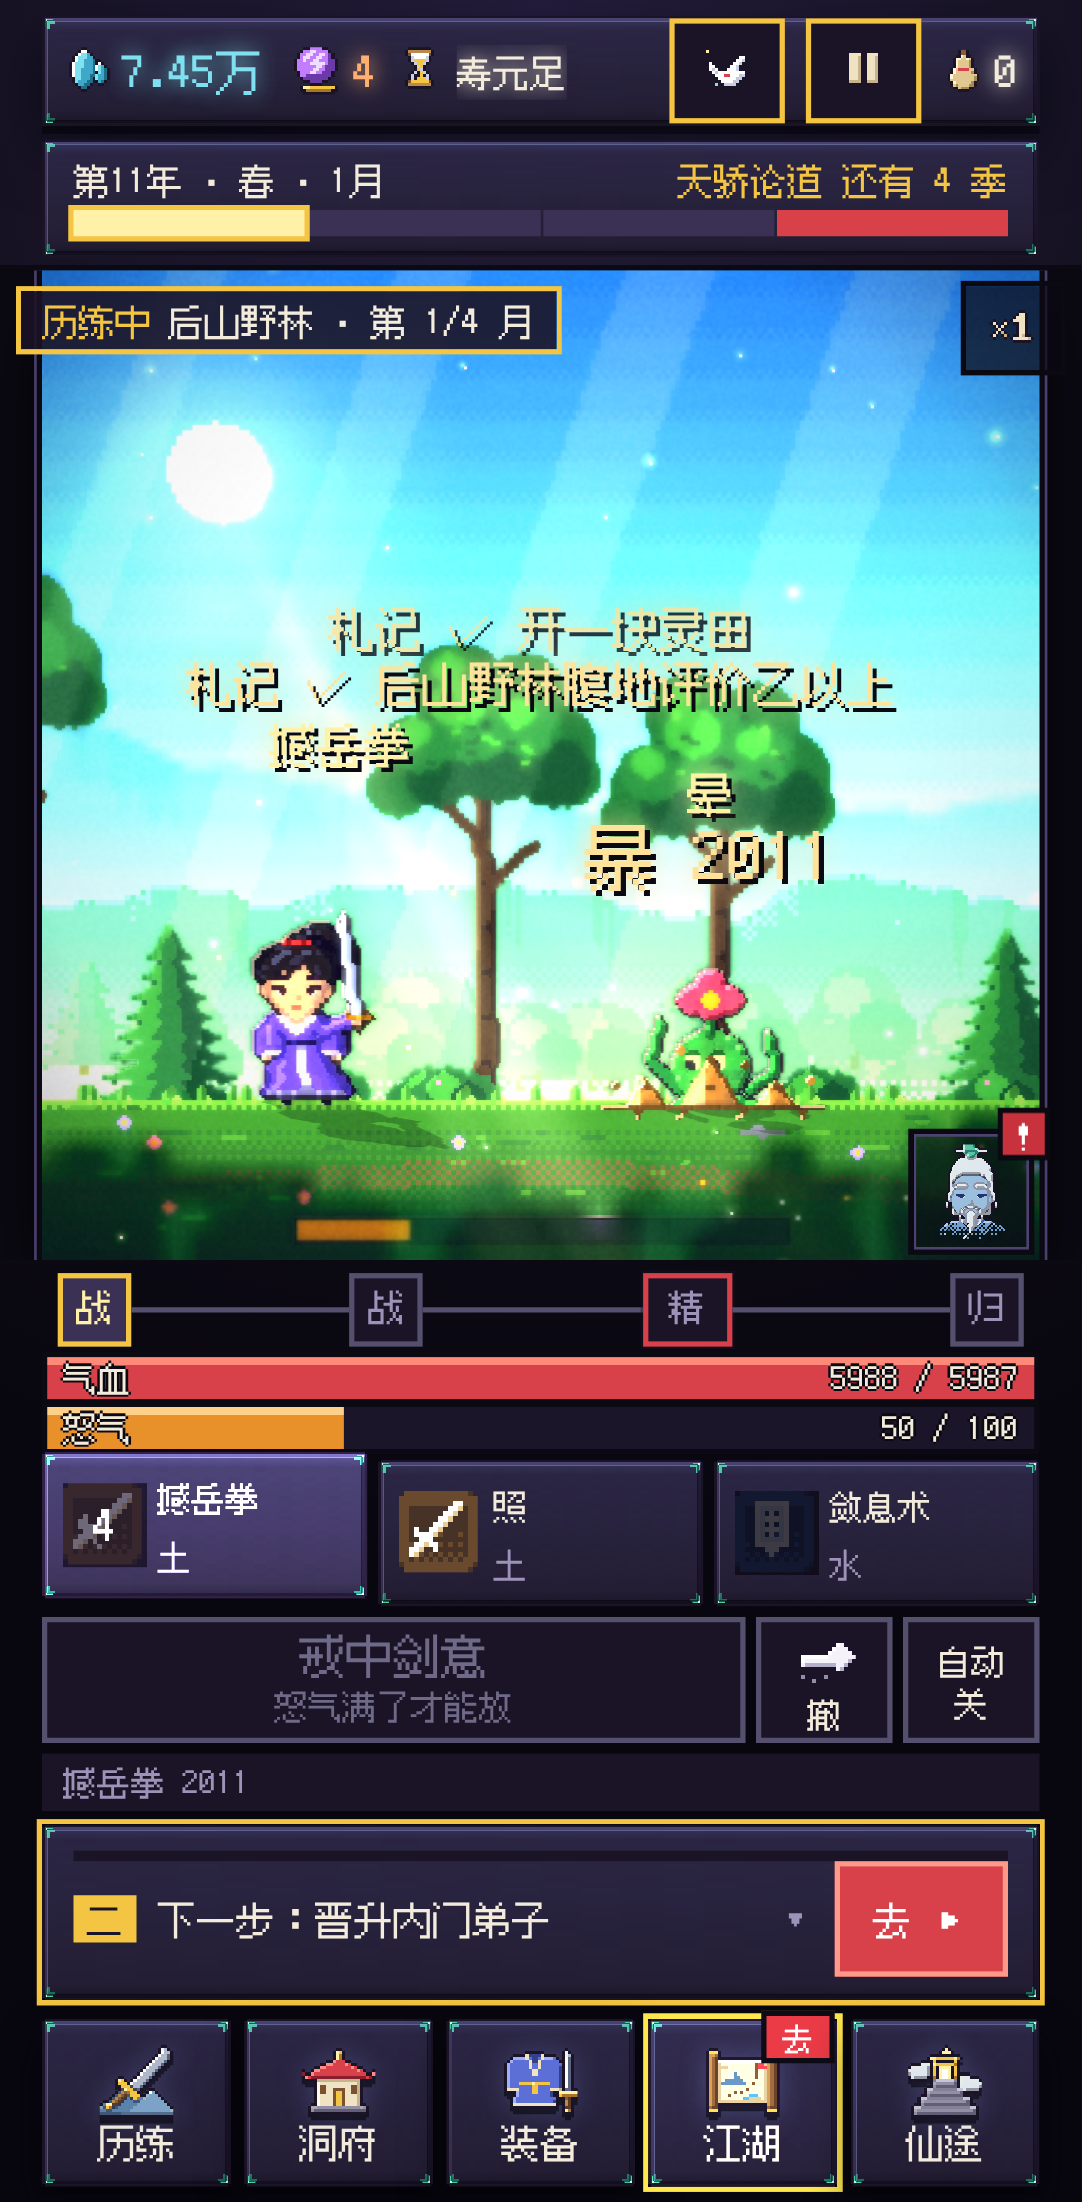 7.45万 4 寿元足 0
第11年 · 春 · 1月 天骄论道 还有 4 季
历练中 后山野林 · 第 1/4 月
×1
札记 ✓ 开一块灵田
札记 ✓ 后山野林腹地评价乙以上
撼岳拳
晕
暴 2011
!
战 战 精 归
气血 5988 / 5987
怒气 50 / 100
4 撼岳拳 土
照 土
敛息术 水
戒中剑意
怒气满了才能放
撤
自动
关
撼岳拳 2011
二 下一步：晋升内门弟子 ▼ 去 ▶
去
历练 洞府 装备 江湖 仙途